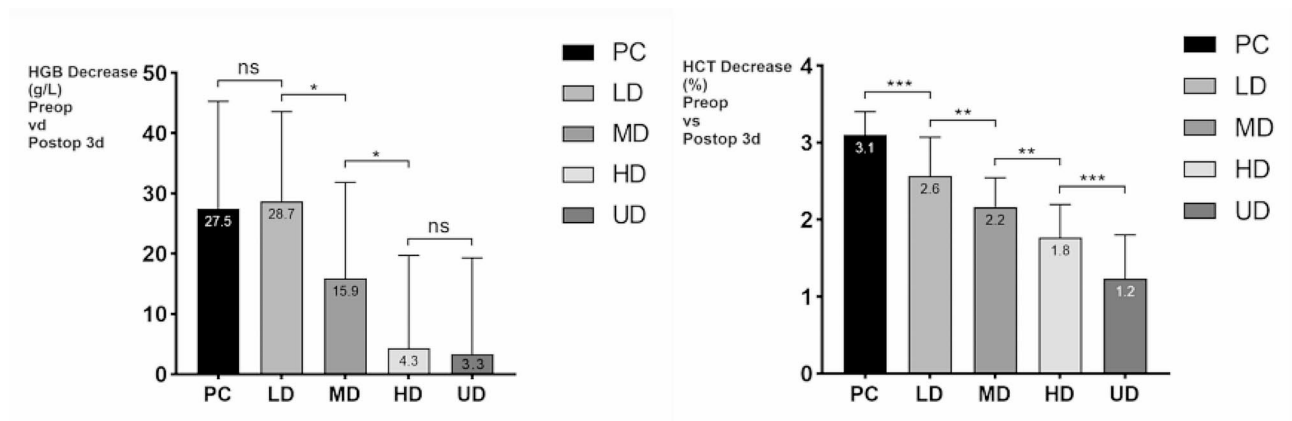 HGB Decrease
(g/L)
Preop
vd
Postop 3d
50
40
30
20
10
0
ns
*
*
ns
27.5
28.7
15.9
4.3
3.3
PC
LD
MD
HD
UD
PC
LD
MD
HD
UD
HCT Decrease
(%)
Preop
vs
Postop 3d
4
3
2
1
0
***
**
**
***
3.1
2.6
2.2
1.8
1.2
PC
LD
MD
HD
UD
PC
LD
MD
HD
UD